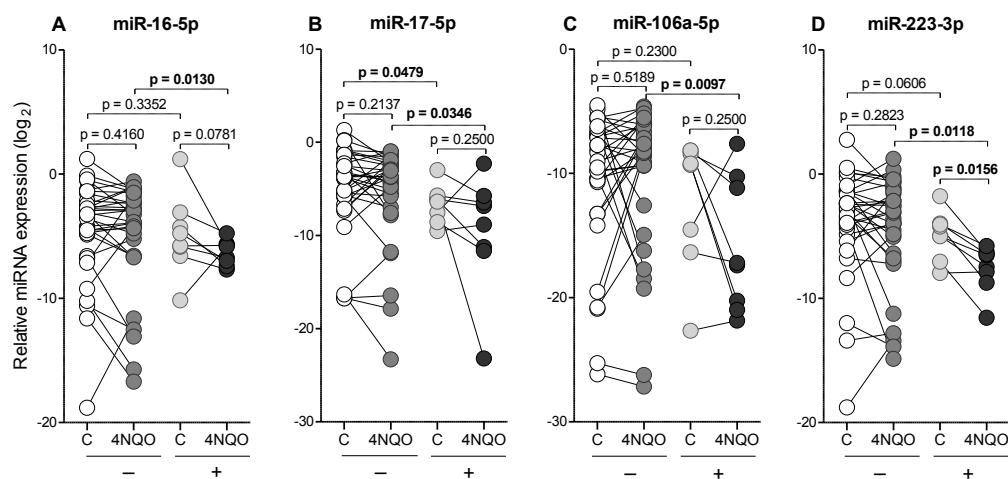 A miR-16-5p
10
0
-10
-20
Relative miRNA expression (log2)
p = 0.0130
p = 0.3352
p = 0.4160
p = 0.0781
C 4NQO C 4NQO
– +
B miR-17-5p
10
0
-10
-20
-30
p = 0.0479
p = 0.2137
p = 0.0346
p = 0.2500
C 4NQO C 4NQO
– +
C miR-106a-5p
0
-10
-20
-30
p = 0.2300
p = 0.5189
p = 0.0097
p = 0.2500
C 4NQO C 4NQO
– +
D miR-223-3p
10
0
-10
-20
p = 0.0606
p = 0.2823
p = 0.0118
p = 0.0156
C 4NQO C 4NQO
– +